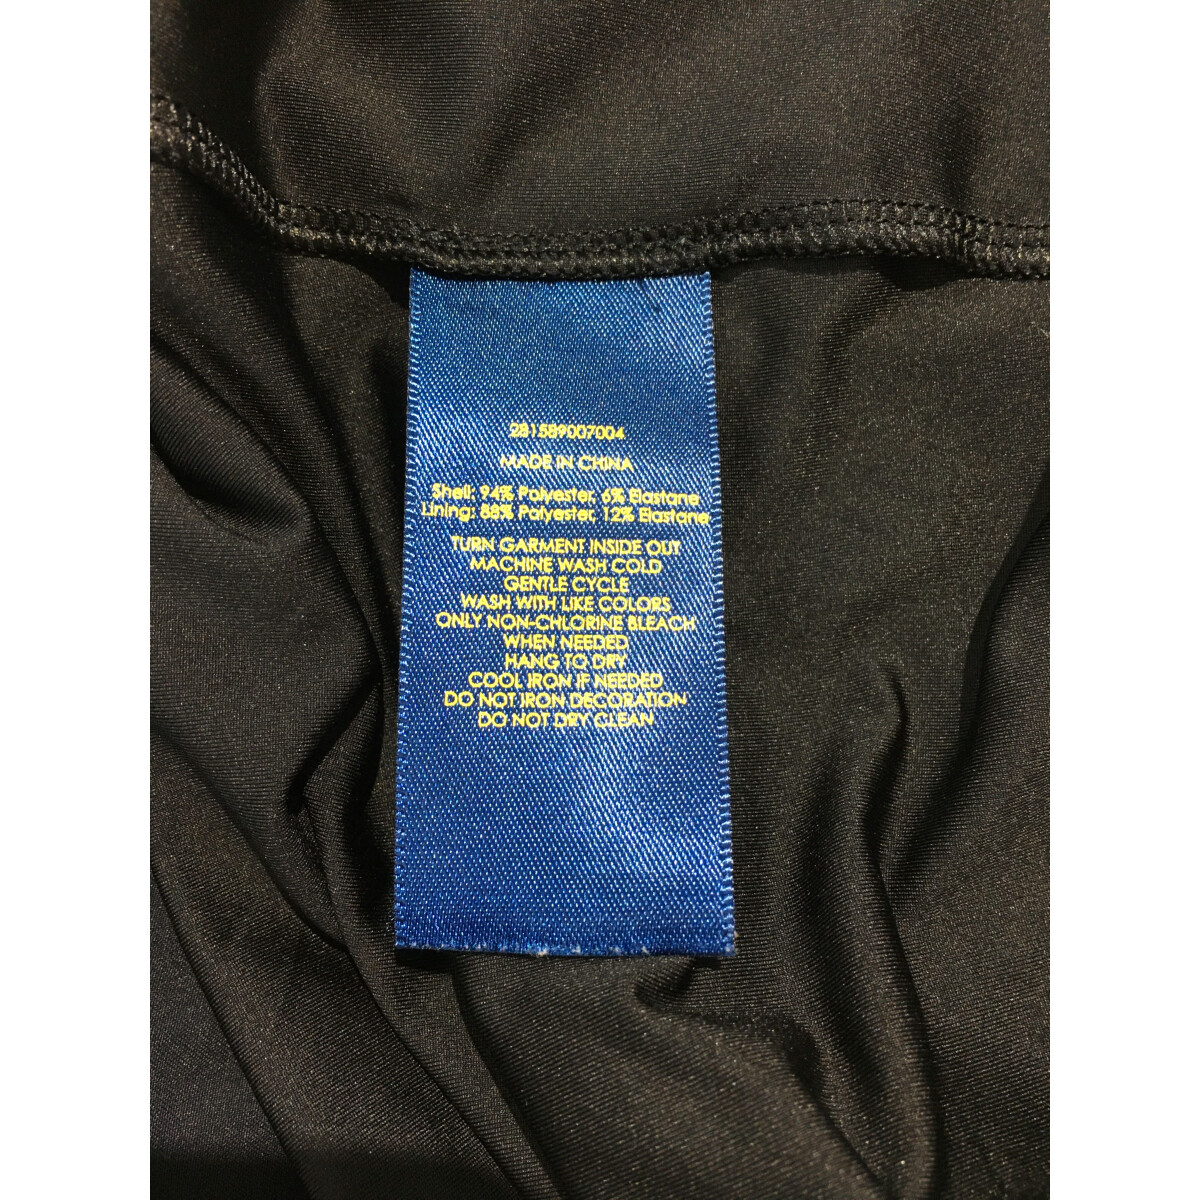 281589007004
MADE IN CHINA
Shell: 94% Polyester, 6% Elastane
Lining: 88% Polyester, 12% Elastane
TURN GARMENT INSIDE OUT
MACHINE WASH COLD
GENTLE CYCLE
WASH WITH LIKE COLORS
ONLY NON-CHLORINE BLEACH
WHEN NEEDED
HANG TO DRY
COOL IRON IF NEEDED
DO NOT IRON DECORATION
DO NOT DRY CLEAN